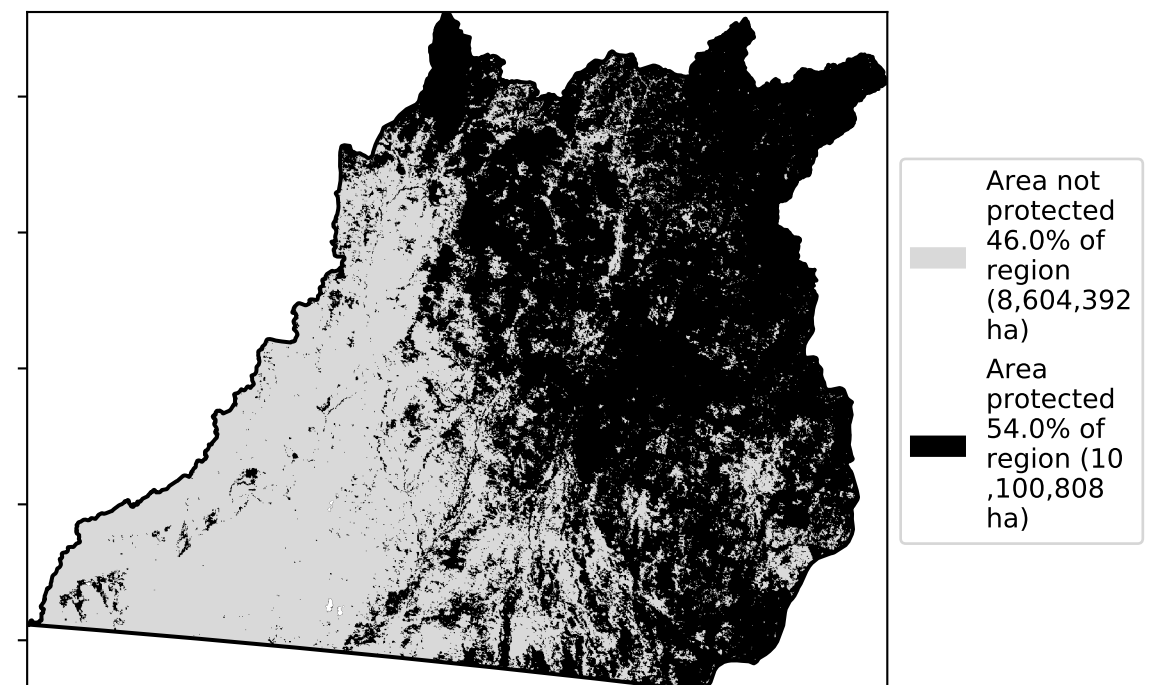 Area not
protected
46.0% of
region
(8,604,392
ha)
Area
protected
54.0% of
region (10
,100,808
ha)